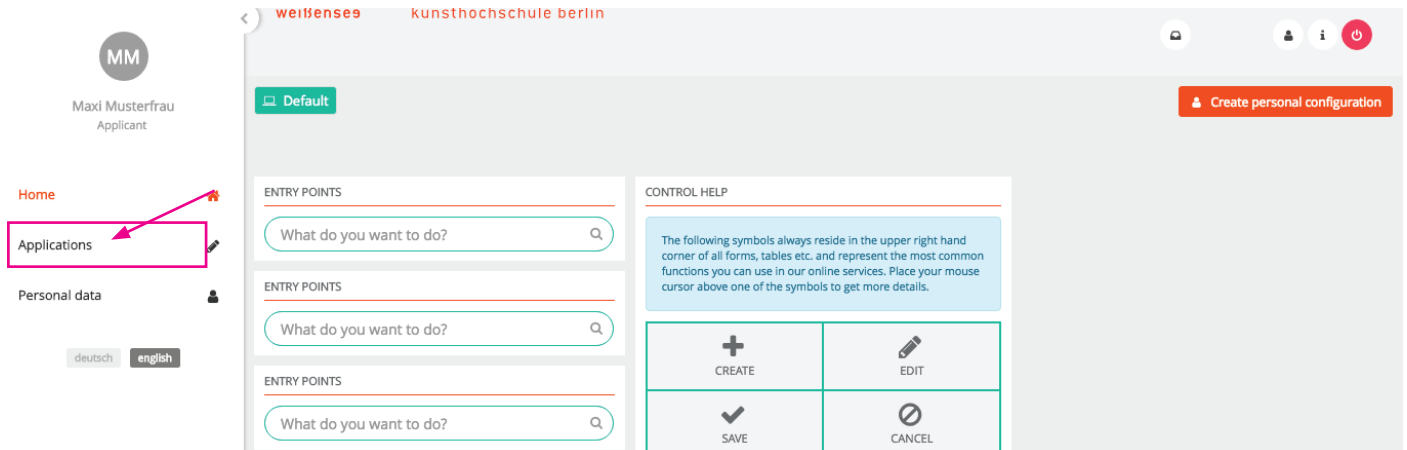 weißensee kunsthochschule berlin
MM
Maxi Musterfrau
Applicant
Home
Applications
Personal data
deutsch english
Default
Create personal configuration
ENTRY POINTS
What do you want to do?
ENTRY POINTS
What do you want to do?
ENTRY POINTS
What do you want to do?
CONTROL HELP
The following symbols always reside in the upper right hand
corner of all forms, tables etc. and represent the most common
functions you can use in our online services. Place your mouse
cursor above one of the symbols to get more details.
CREATE
EDIT
SAVE
CANCEL